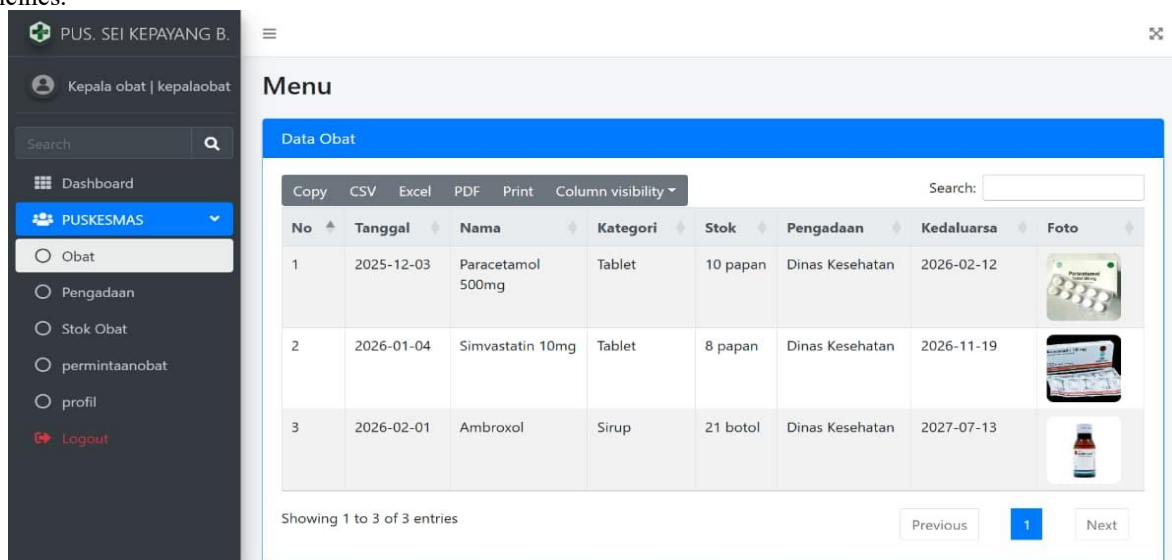 PUS. SEI KEPAYANG B.
Kepala obat | kepalaobat
Search
Dashboard
PUSKESMAS
Obat
Pengadaan
Stok Obat
permintaanobat
profil
Logout
Menu
Data Obat
Copy CSV Excel PDF Print Column visibility
Search:
No Tanggal Nama Kategori Stok Pengadaan Kedaluarsa Foto
1 2025-12-03 Paracetamol 500mg Tablet 10 papan Dinas Kesehatan 2026-02-12
Paracetamol
2 2026-01-04 Simvastatin 10mg Tablet 8 papan Dinas Kesehatan 2026-11-19
3 2026-02-01 Ambroxol Sirup 21 botol Dinas Kesehatan 2027-07-13
Showing 1 to 3 of 3 entries
Previous 1 Next